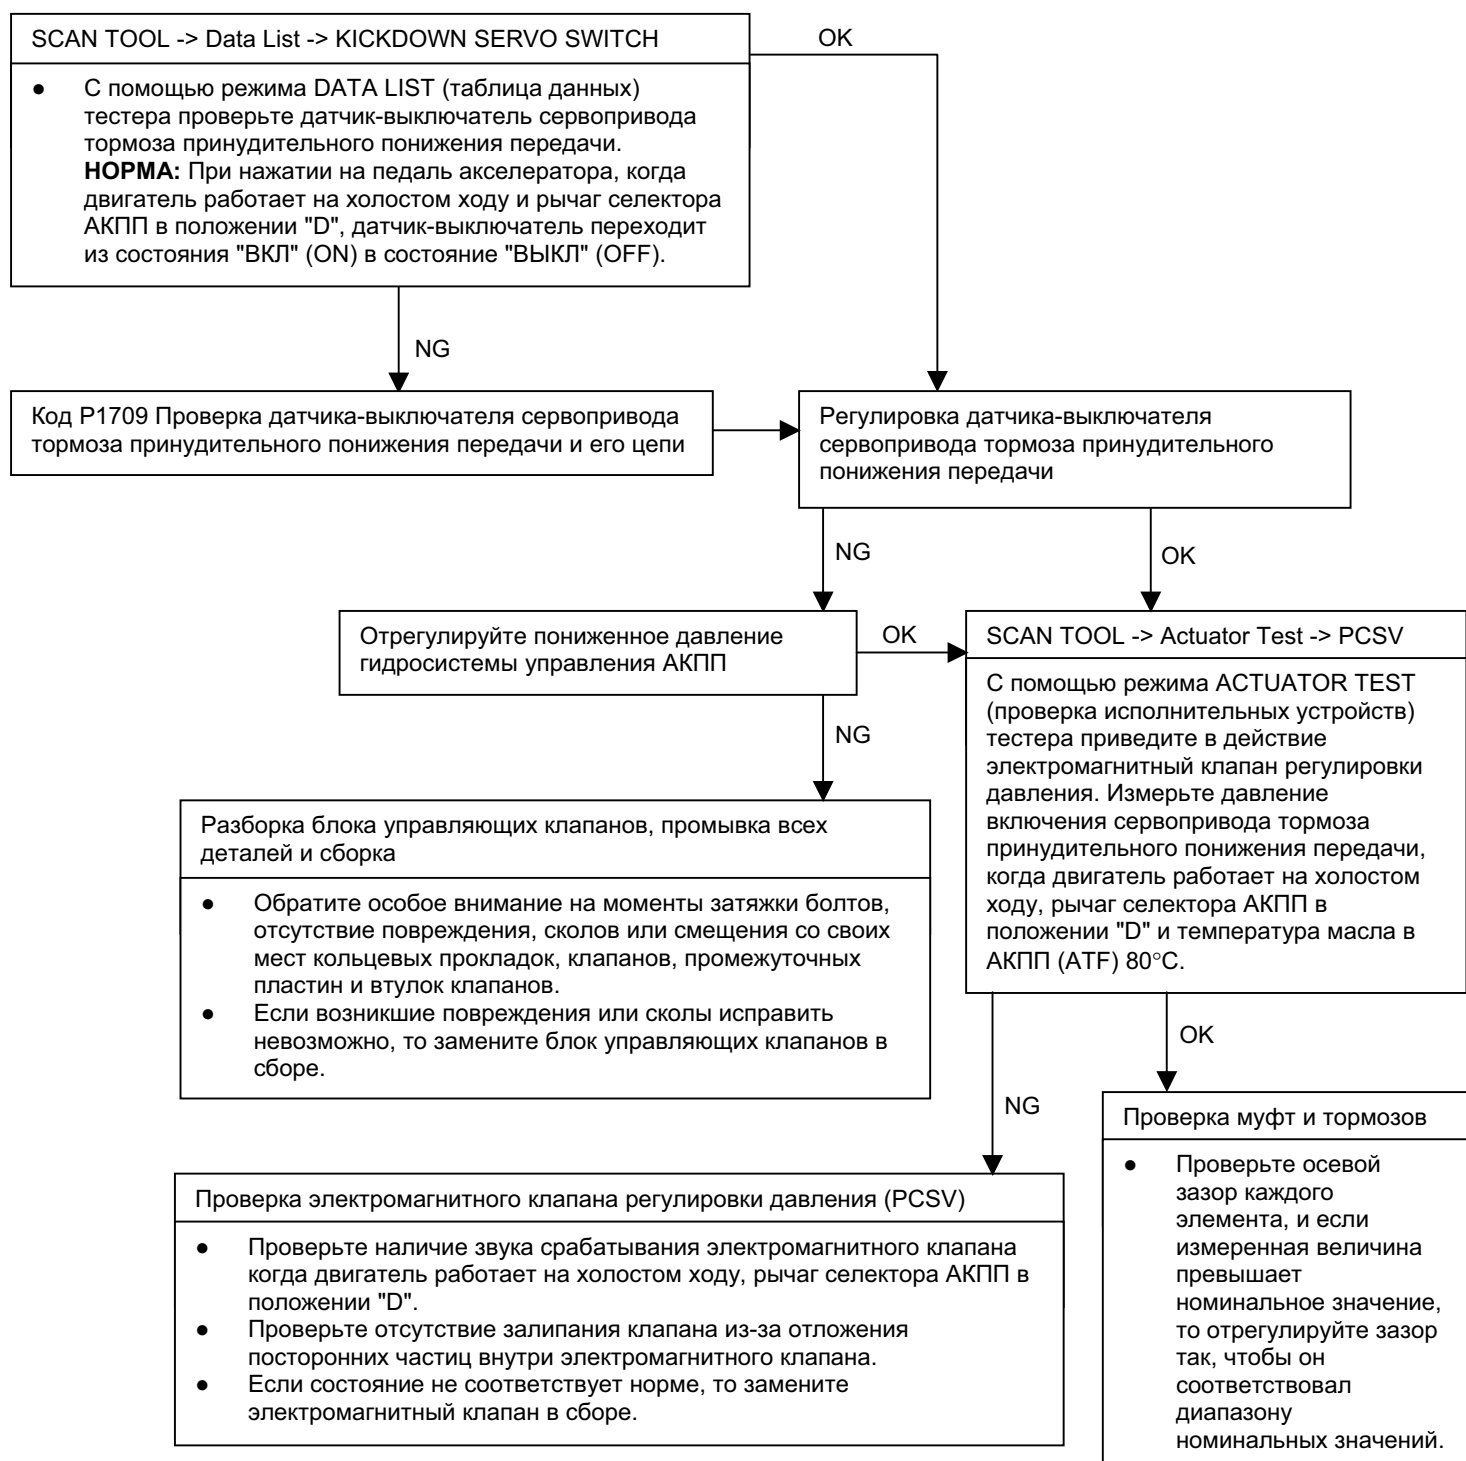 SCAN TOOL -> Data List -> KICKDOWN SERVO SWITCH
OK
● С помощью режима DATA LIST (таблица данных)
тестера проверьте датчик-выключатель сервопривода
тормоза принудительного понижения передачи.
НОРМА: При нажатии на педаль акселератора, когда
двигатель работает на холостом ходу и рычаг селектора
АКПП в положении "D", датчик-выключатель переходит
из состояния "ВКЛ" (ON) в состояние "ВЫКЛ" (OFF).
NG
Код P1709 Проверка датчика-выключателя сервопривода
тормоза принудительного понижения передачи и его цепи
Регулировка датчика-выключателя
сервопривода тормоза принудительного
понижения передачи
NG
OK
Отрегулируйте пониженное давление
гидросистемы управления АКПП
OK
NG
SCAN TOOL -> Actuator Test -> PCSV
С помощью режима ACTUATOR TEST
(проверка исполнительных устройств)
тестера приведите в действие
электромагнитный клапан регулировки
давления. Измерьте давление
включения сервопривода тормоза
принудительного понижения передачи,
когда двигатель работает на холостом
ходу, рычаг селектора АКПП в
положении "D" и температура масла в
АКПП (ATF) 80°C.
Разборка блока управляющих клапанов, промывка всех
деталей и сборка
● Обратите особое внимание на моменты затяжки болтов,
отсутствие повреждения, сколов или смещения со своих
мест кольцевых прокладок, клапанов, промежуточных
пластин и втулок клапанов.
● Если возникшие повреждения или сколы исправить
невозможно, то замените блок управляющих клапанов в
сборе.
NG
OK
Проверка электромагнитного клапана регулировки давления (PCSV)
● Проверьте наличие звука срабатывания электромагнитного клапана
когда двигатель работает на холостом ходу, рычаг селектора АКПП в
положении "D".
● Проверьте отсутствие залипания клапана из-за отложения
посторонних частиц внутри электромагнитного клапана.
● Если состояние не соответствует норме, то замените
электромагнитный клапан в сборе.
Проверка муфт и тормозов
● Проверьте осевой
зазор каждого
элемента, и если
измеренная величина
превышает
номинальное значение,
то отрегулируйте зазор
так, чтобы он
соответствовал
диапазону
номинальных значений.